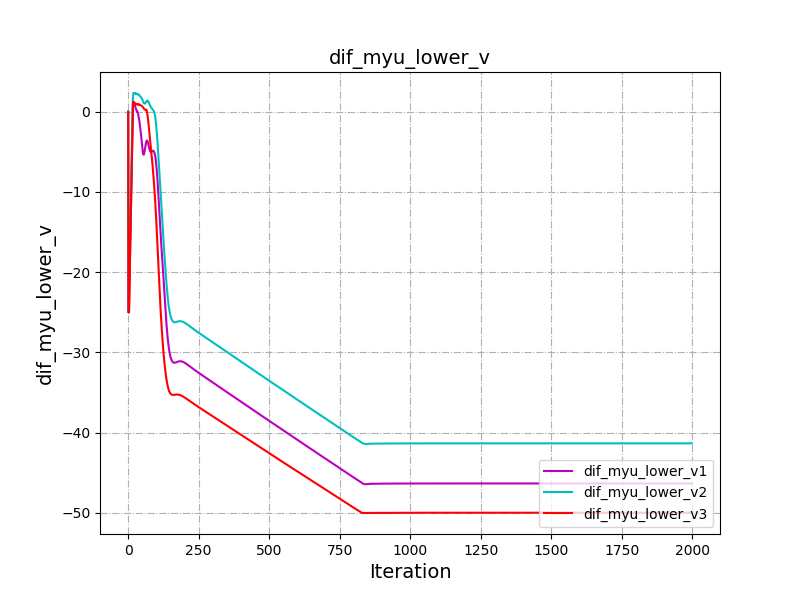 dif_myu_lower_v
dif_myu_lower_v
0
−10
−20
−30
−40
−50
0
250
500
750
1000
1250
1500
1750
2000
Iteration
dif_myu_lower_v1
dif_myu_lower_v2
dif_myu_lower_v3